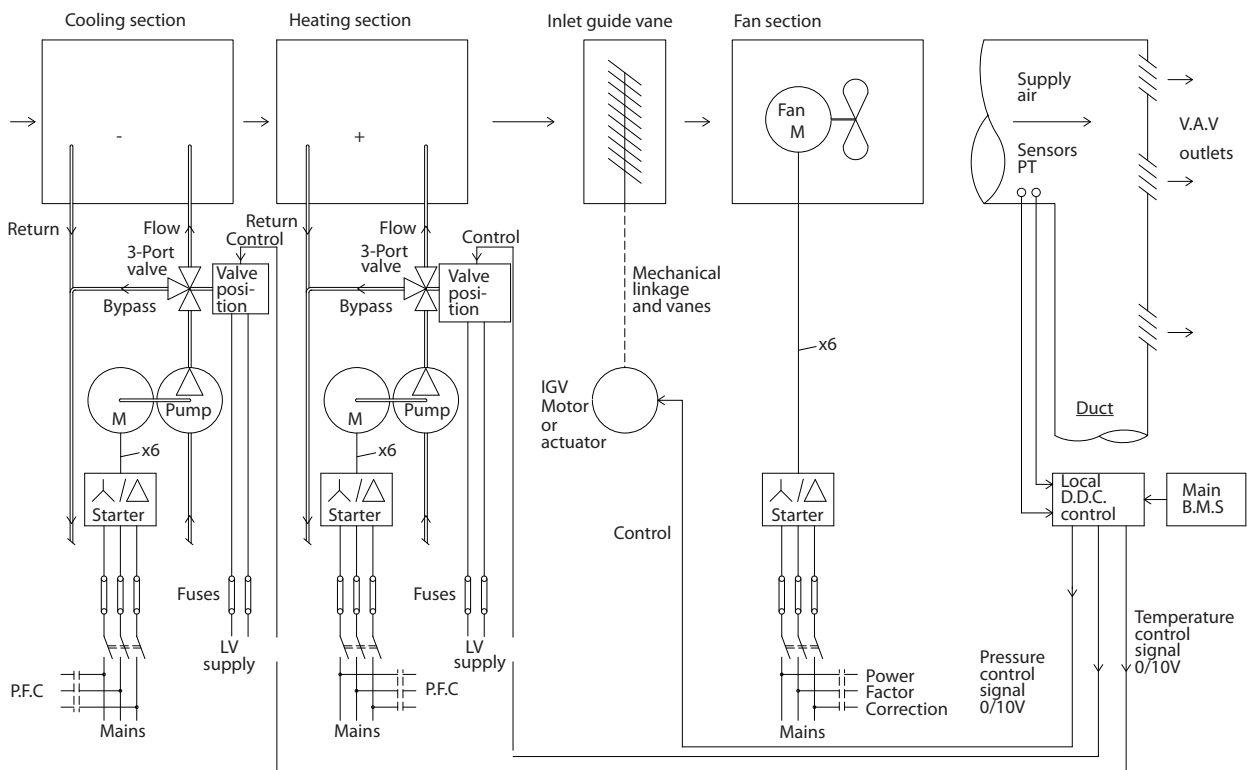 Cooling section
Heating section
Inlet guide vane
Fan section
-
+
Fan
M
Supply
air
Sensors
PT
V.A.V
outlets
Return
Flow
3-Port
valve
Control
Valve
posi-
tion
Bypass
Return
Flow
3-Port
valve
Control
Valve
posi-
tion
Bypass
Mechanical
linkage
and vanes
x6
M
Pump
x6
Starter
M
Pump
x6
Starter
IGV
Motor
or
actuator
Duct
Starter
Local
D.D.C.
control
Main
B.M.S
Control
Fuses
LV
supply
P.F.C
Mains
Fuses
LV
supply
P.F.C
Mains
Power
Factor
Correction
Mains
Pressure
control
signal
0/10V
Temperature
control
signal
0/10V